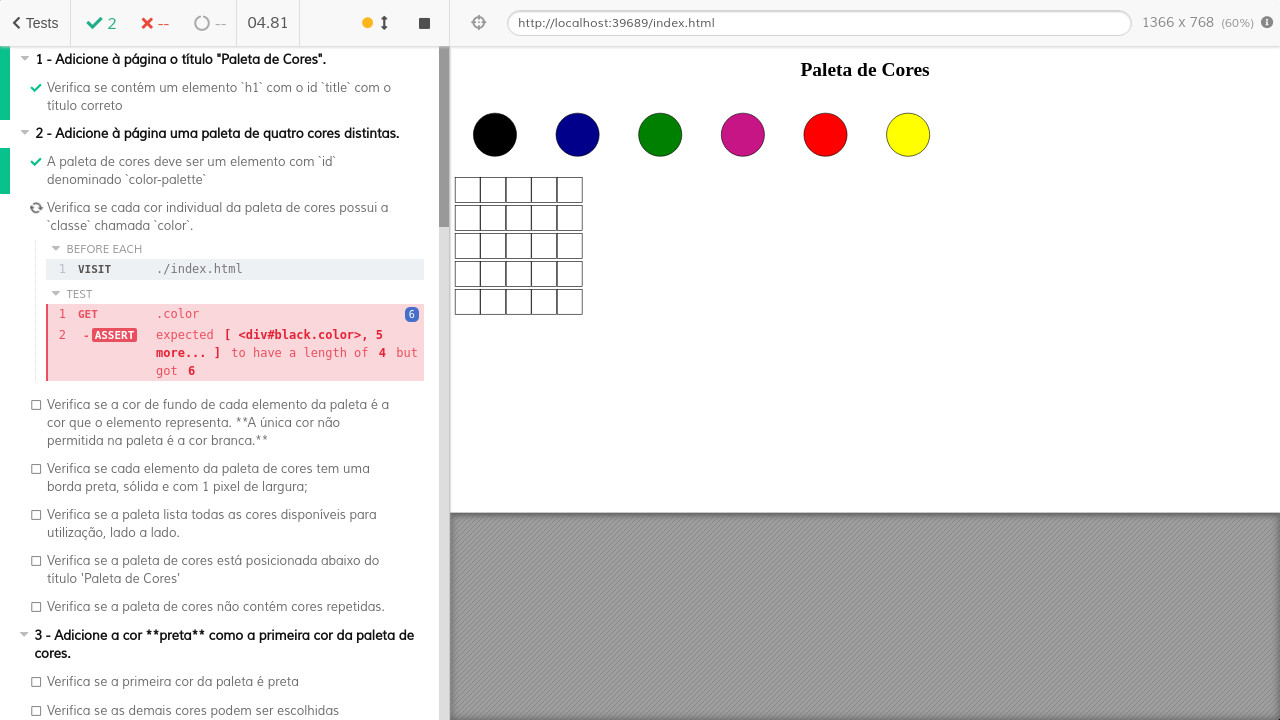 Tests
2
--
--
04.81
http://localhost:39689/index.html
1366 x 768 (60%)
1 - Adicione à página o título "Paleta de Cores".
Verifica se contém um elemento `h1` com o id `title` com o
título correto
2 - Adicione à página uma paleta de quatro cores distintas.
A paleta de cores deve ser um elemento com `id`
denominado `color-palette`
Verifica se cada cor individual da paleta de cores possui a
`classe` chamada `color`.
BEFORE EACH
1 VISIT ./index.html
TEST
1 GET .color 6
2 -ASSERT expected [ <div#black.color>, 5
more... ] to have a length of 4 but
got 6
Verifica se a cor de fundo de cada elemento da paleta é a
cor que o elemento representa. **A única cor não
permitida na paleta é a cor branca.**
Verifica se cada elemento da paleta de cores tem uma
borda preta, sólida e com 1 pixel de largura;
Verifica se a paleta lista todas as cores disponíveis para
utilização, lado a lado.
Verifica se a paleta de cores está posicionada abaixo do
título 'Paleta de Cores'
Verifica se a paleta de cores não contém cores repetidas.
3 - Adicione a cor **preta** como a primeira cor da paleta de
cores.
Verifica se a primeira cor da paleta é preta
Verifica se as demais cores podem ser escolhidas
Paleta de Cores